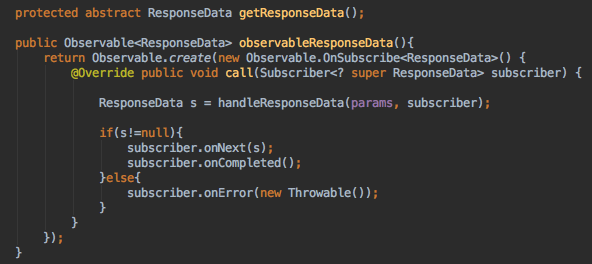 protected abstract ResponseData getResponseData();
public Observable<ResponseData> observableResponseData(){
return Observable.create(new Observable.OnSubscribe<ResponseData>() {
@Override public void call(Subscriber<? super ResponseData> subscriber) {
ResponseData s = handleResponseData(params, subscriber);
if(s!=null){
subscriber.onNext(s);
subscriber.onCompleted();
}else{
subscriber.onError(new Throwable());
}
}
});
}